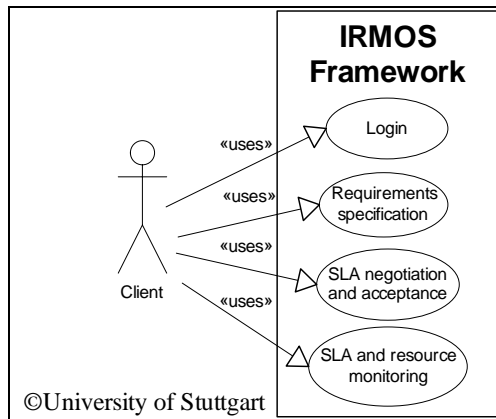 IRMOS
Framework
«uses»
Login
«uses»
Requirements
specification
«uses»
SLA negotiation
and acceptance
Client
«uses»
SLA and resource
monitoring
©University of Stuttgart